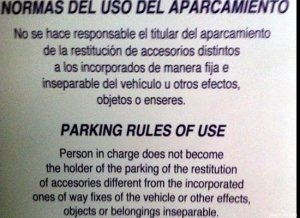 NORMAS DEL USO DEL APARCAMIENTO
No se hace responsable el titular del aparcamiento
de la restitución de accesorios distintos
a los incorporados de manera fija e
inseparable del vehículo u otros efectos,
objetos o enseres.
PARKING RULES OF USE
Person in charge does not become
the holder of the parking of the restitution
of accesories different from the incorporated
ones of way fixes of the vehicle or other effects,
objects or belongings inseparable.